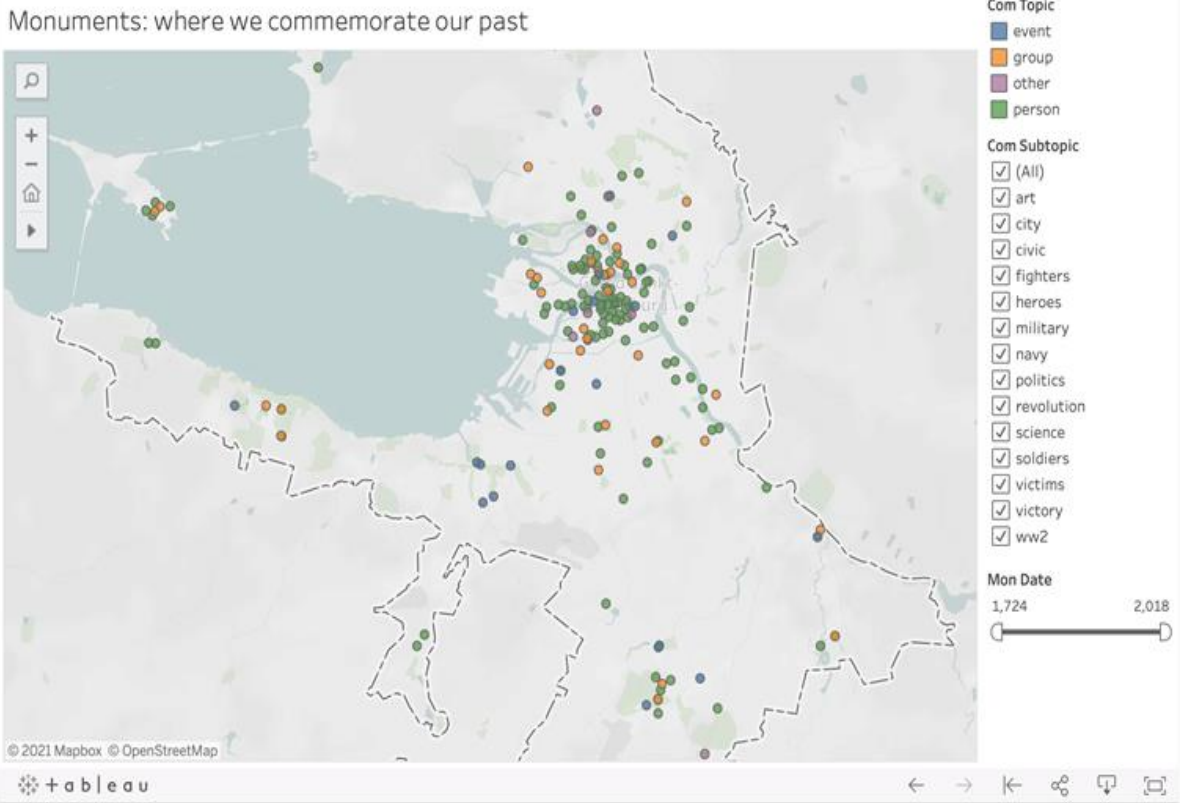 Monuments: where we commemorate our past
Com Topic
event
group
other
person
Com Subtopic
(All)
art
city
civic
fighters
heroes
military
navy
politics
revolution
science
soldiers
victims
victory
ww2
Mon Date
1,724 2,018
© 2021 Mapbox © OpenStreetMap
+ableau